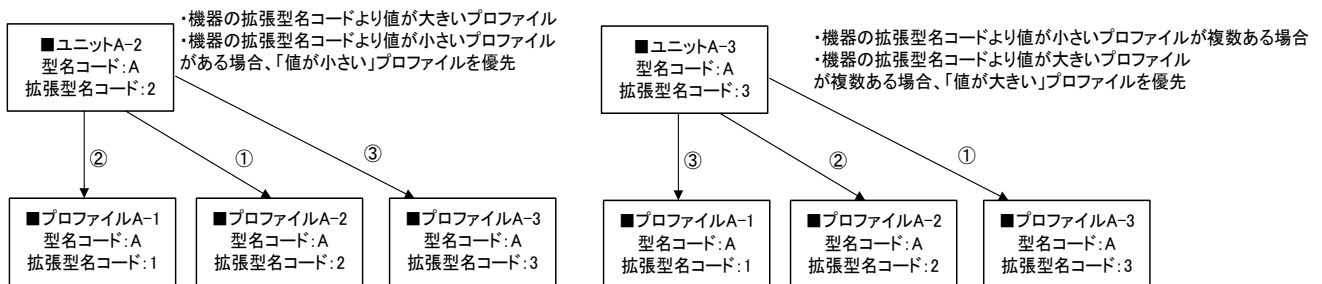 ■ユニットA-2
型名コード:A
拡張型名コード:2
・機器の拡張型名コードより値が大きいプロファイル
・機器の拡張型名コードより値が小さいプロファイル
がある場合、「値が小さい」プロファイルを優先
②
①
③
■プロファイルA-1
型名コード:A
拡張型名コード:1
■プロファイルA-2
型名コード:A
拡張型名コード:2
■プロファイルA-3
型名コード:A
拡張型名コード:3
■ユニットA-3
型名コード:A
拡張型名コード:3
・機器の拡張型名コードより値が小さいプロファイルが複数ある場合
・機器の拡張型名コードより値が大きいプロファイル
が複数ある場合、「値が大きい」プロファイルを優先
③
②
①
■プロファイルA-1
型名コード:A
拡張型名コード:1
■プロファイルA-2
型名コード:A
拡張型名コード:2
■プロファイルA-3
型名コード:A
拡張型名コード:3